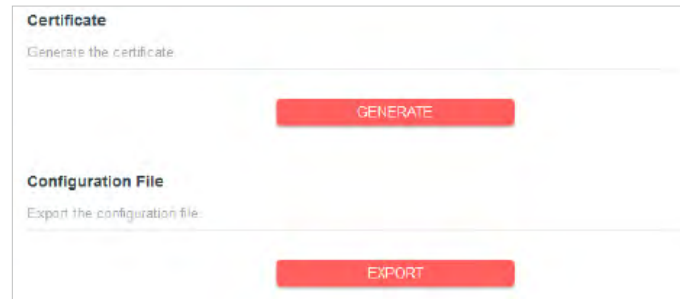 Certificate
Generate the certificate.
GENERATE
Configuration File
Export the configuration file.
EXPORT